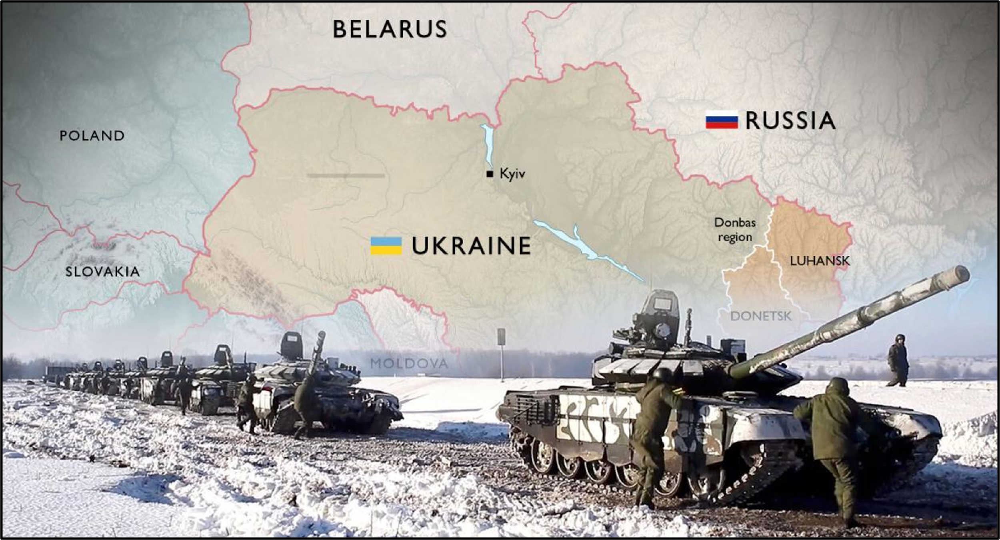 BELARUS
RUSSIA
POLAND
Kyiv
Donbas
region
UKRAINE
LUHANSK
SLOVAKIA
DONETSK
MOLDOVA